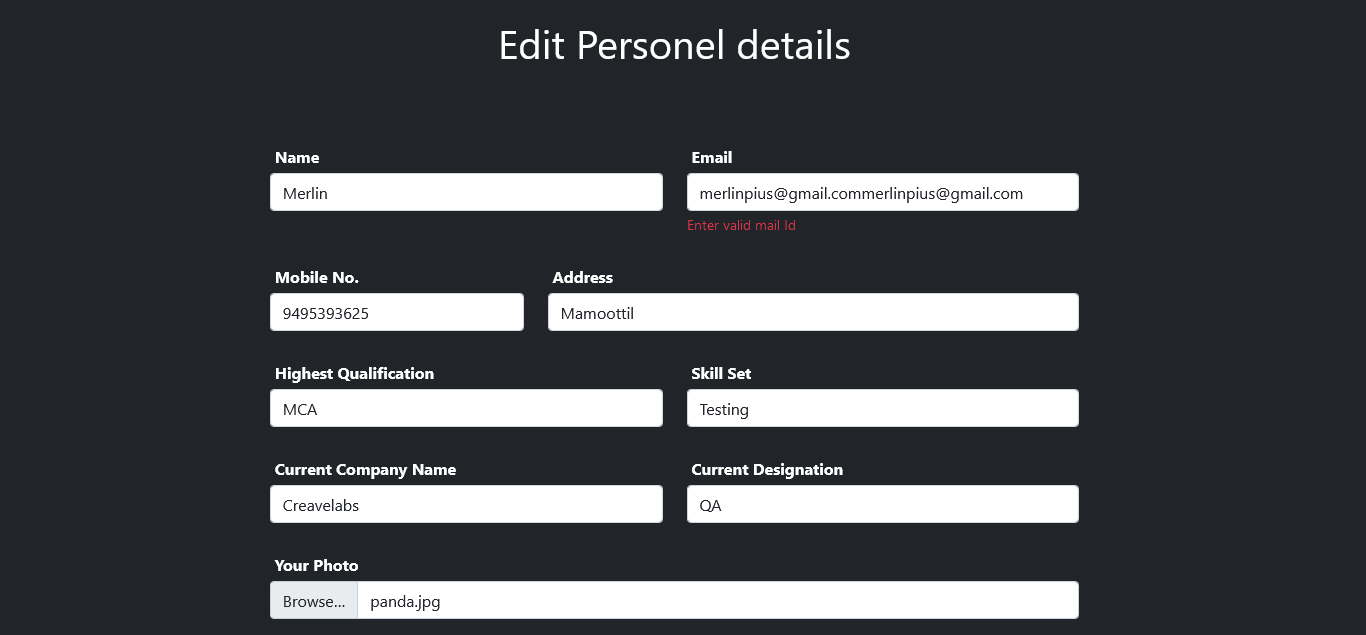 Edit Personel details
Name Email
Merlin merlinpius@gmail.commerlinpius@gmail.com
Enter valid mail Id
Mobile No. Address
9495393625 Mamoottil
Highest Qualification Skill Set
MCA Testing
Current Company Name Current Designation
Creavelabs QA
Your Photo
Browse... panda.jpg